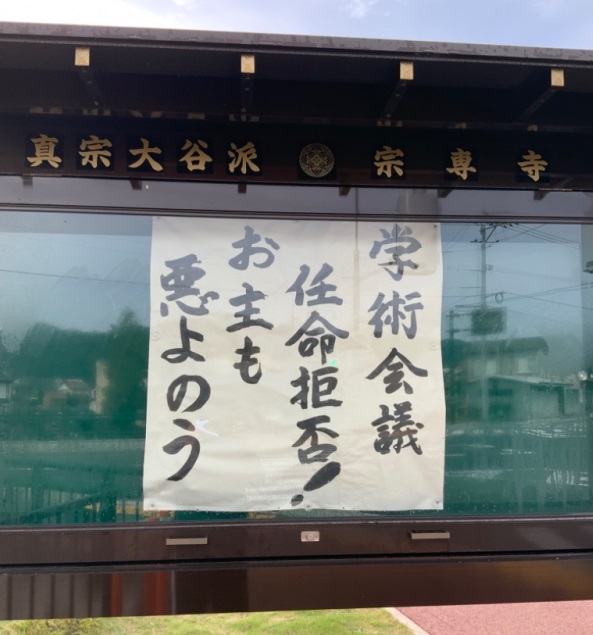 真宗大谷派 宗専寺
学術会議
任命拒否!
お主も
悪よのう